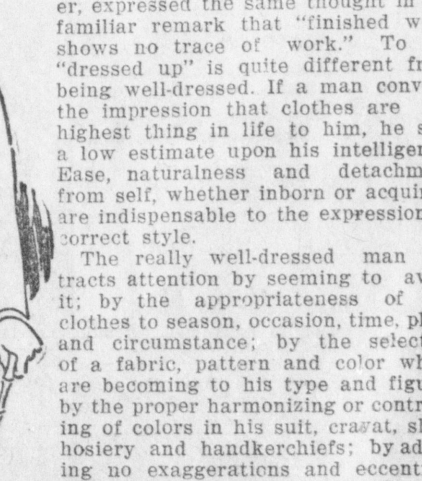 er, expressed the same thought in
familiar remark that "finished w
shows no trace of work." To
"dressed up" is quite different fr
being well-dressed. If a man conv
the impression that clothes are
highest thing in life to him, he s
a low estimate upon his intelligen
Ease, naturalness and detachm
from self, whether inborn or acquir
are indispensable to the expression
correct style.
The really well-dressed man
tracts attention by seeming to av
it; by the appropriateness of
clothes to season, occasion, time, pl
and circumstance; by the select
of a fabric, pattern and color wh
are becoming to his type and figu
by the proper harmonizing or contr
ing of colors in his suit, cravat, sh
hosiery and handkerchiefs; by ad
ing no exaggerations and eccent